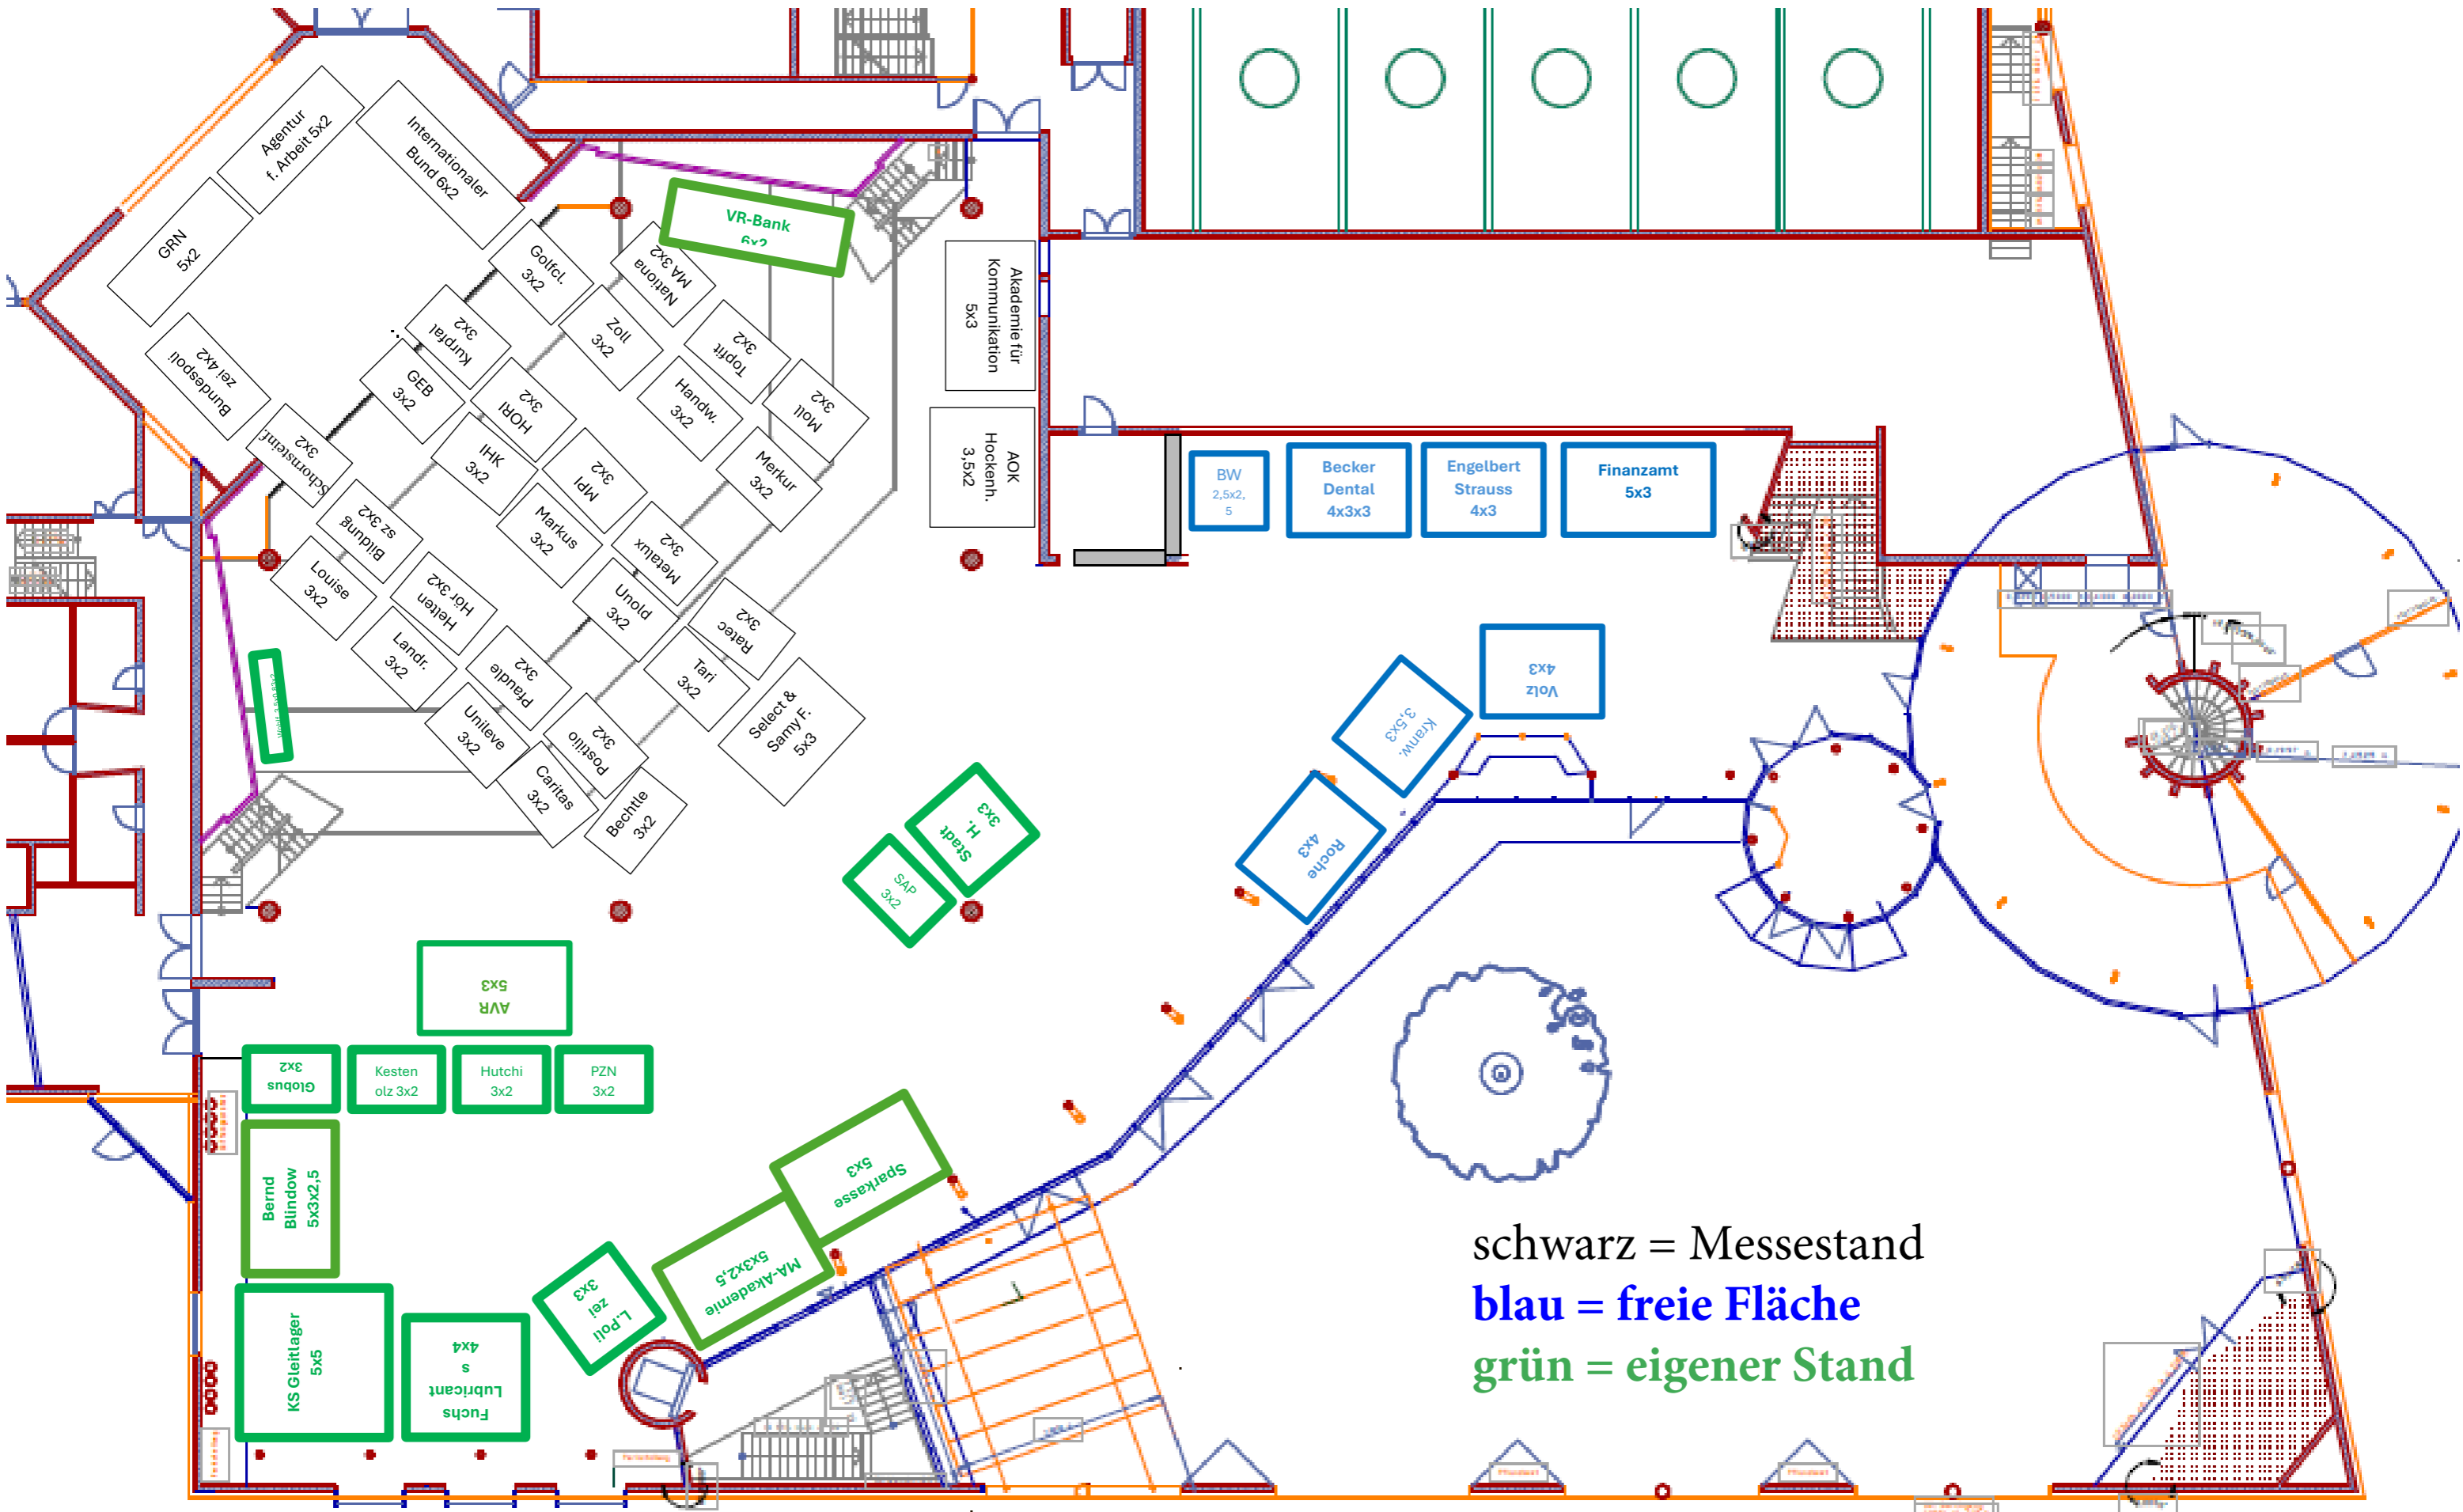 Agentur
f. Arbeit 5x2
Internationaler
Bund 6x2
GRN
5x2
VR-Bank
6x2
Golfcl.
3x2
Nationa
MA 3x2
Akademie für
Kommunikation
5x3
Kurpfal
3x2
...
Zoll
3x2
Topfit
3x2
Bundespoli
zei 4x2
GEB
3x2
HORI
3x2
Handw.
3x2
Moll
3x2
Schornsteinf.
3x2
IHK
3x2
MPI
3x2
Merkur
3x2
AOK
Hockenh.
3,5x2
BW
2,5x2,
5
Becker
Dental
4x3x3
Engelbert
Strauss
4x3
Finanzamt
5x3
Bildung
sz 3x2
Markus
3x2
Metalux
3x2
Louise
3x2
Helfen
Hör 3x2
Unold
3x2
Ratec
3x2
Landr.
3x2
Pfaudle
3x2
Tari
3x2
Select &
Samy F.
5x3
Volz
4x3
Kranw.
3,5x3
Unileve
3x2
Postillo
3x2
Caritas
3x2
Bechtle
3x2
Stadt
H.
3x3
SAP
3x2
Roche
4x3
AVR
5x3
Globus
3x2
Kesten
olz 3x2
Hutchi
3x2
PZN
3x2
Bernd
Blindow
5x3x2,5
Sparkasse
5x3
MA-Akademie
5x3x2,5
L.Poli
zei
3x3
KS Gleitlager
5x5
Fuchs
Lubricant
s
4x4
schwarz = Messestand
blau = freie Fläche
grün = eigener Stand